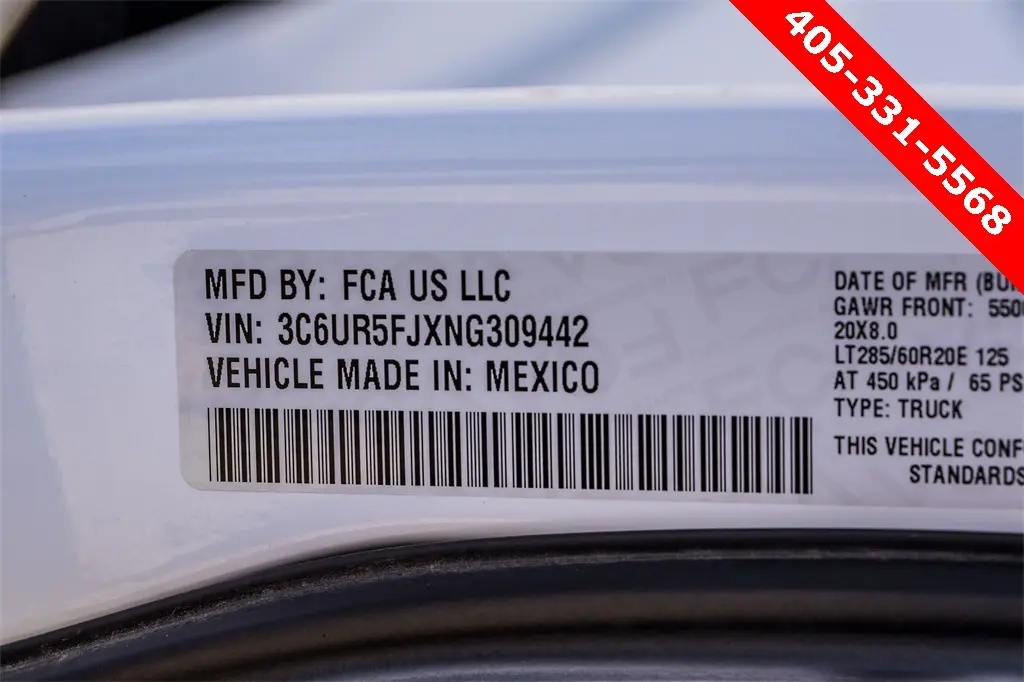 405-331-5568
MFD BY: FCA US LLC
VIN: 3C6UR5FJXNG309442
VEHICLE MADE IN: MEXICO
DATE OF MFR
GAWR FRONT:
20X8.0
LT285/60R20E 125
AT 450 kPa / 65
TYPE: TRUCK
THIS VEHICLE
STANDARDS